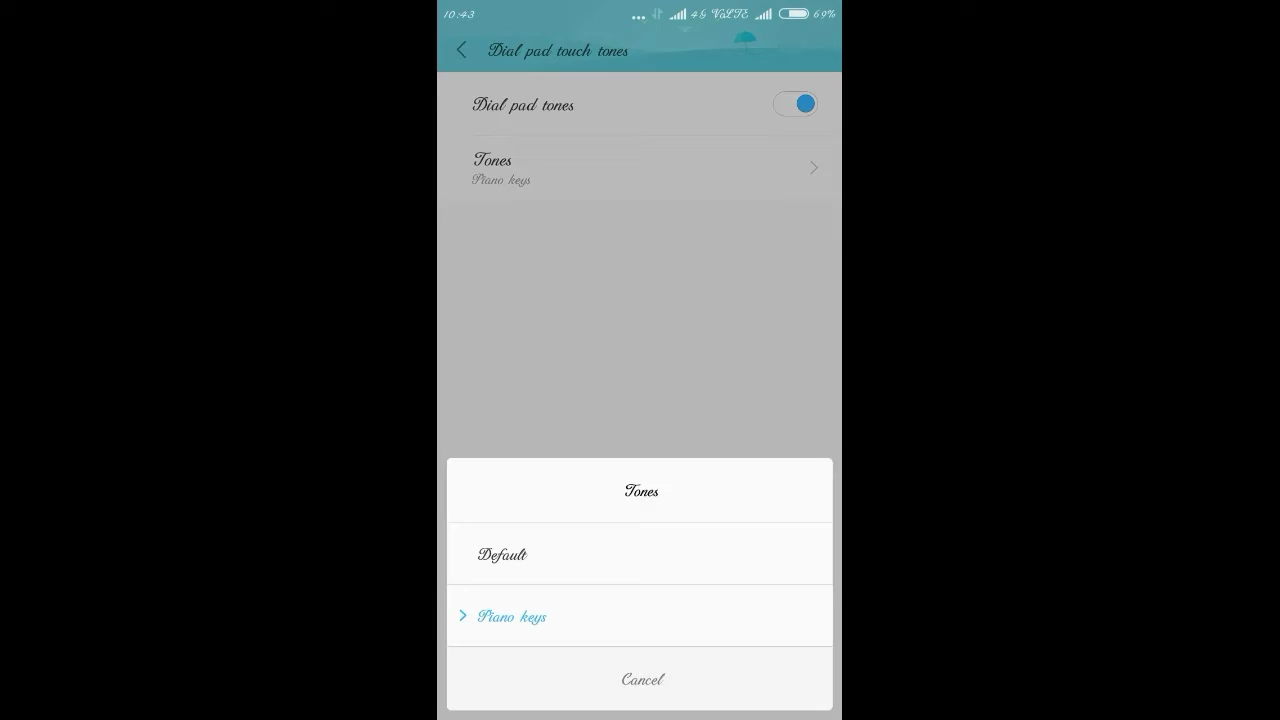 10:43 ... 4G VoLTE 69%
Dial pad touch tones
Dial pad tones
Tones
Piano keys
Tones
Default
Piano keys
Cancel